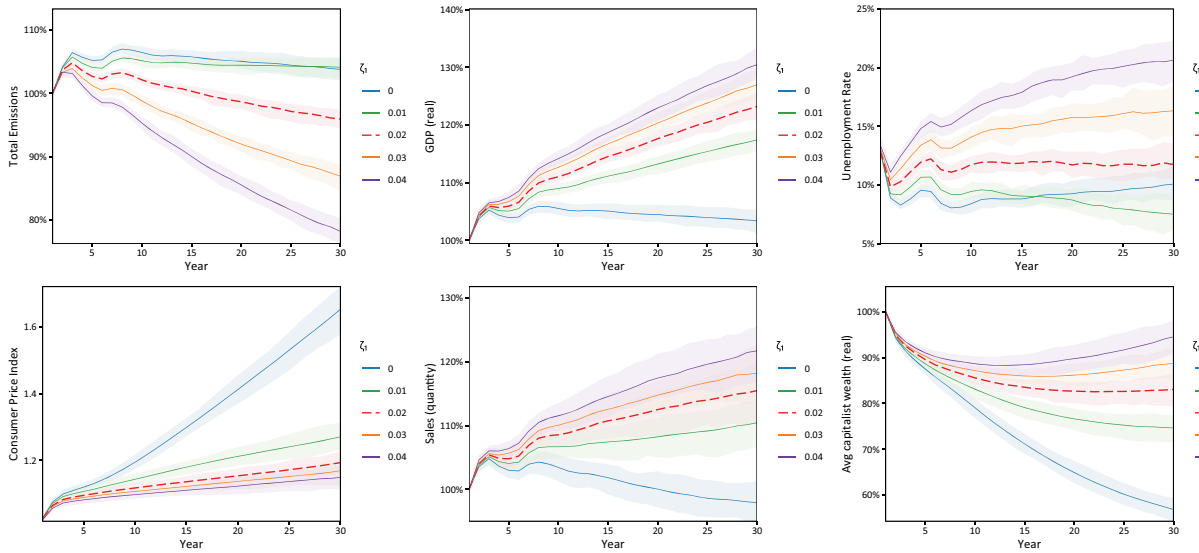 110%
100%
90%
80%
Total Emissions
5 10 15 20 25 30
Year
ζ₁
0
0.01
0.02
0.03
0.04
140%
130%
120%
110%
100%
GDP (real)
5 10 15 20 25 30
Year
ζ₁
0
0.01
0.02
0.03
0.04
25%
20%
15%
10%
5%
Unemployment Rate
5 10 15 20 25 30
Year
ζ
1.6
1.4
1.2
Consumer Price Index
5 10 15 20 25 30
Year
ζ₁
0
0.01
0.02
0.03
0.04
130%
120%
110%
100%
Sales (quantity)
5 10 15 20 25 30
Year
ζ₁
0
0.01
0.02
0.03
0.04
100%
90%
80%
70%
60%
Avg capitalist wealth (real)
5 10 15 20 25 30
Year
ζ